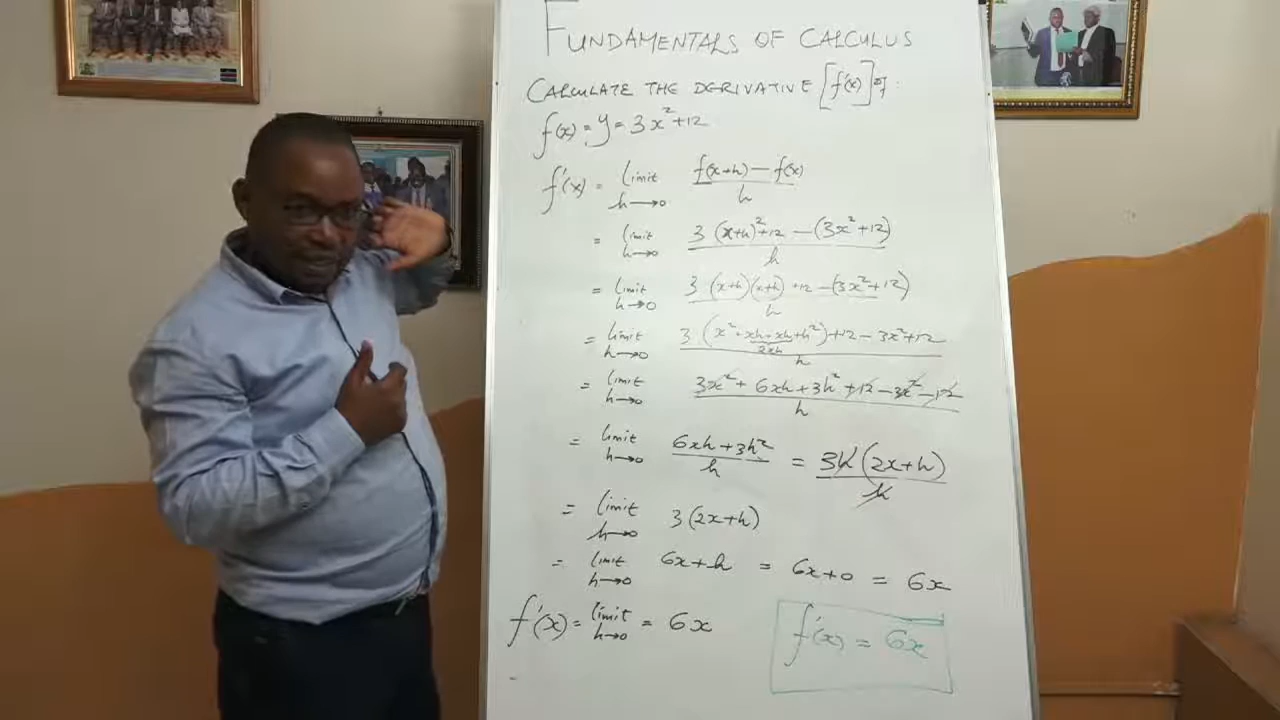 FUNDAMENTALS OF CALCULUS
CALCULATE THE DERIVATIVE [f'(x)] of:
f(x) = y = 3x²+12
f'(x) = limit h→0 f(x+h) — f(x) / h
= limit h→0 3(x+h)²+12 — (3x²+12) / h
= limit h→0 3(x+h)(x+h) +12 — (3x²+12) / h
= limit h→0 3(x²+xh+xh+h²)+12 — 3x²+12 / h
2xh
= limit h→0 3x² + 6xh + 3h² + 12 — 3x² — 12 / h
= limit h→0 6xh + 3h² / h = 3h(2x+h) / h
= limit h→0 3(2x+h)
= limit h→0 6x+h = 6x+0 = 6x
f'(x) = limit h→0 = 6x
f'(x) = 6x